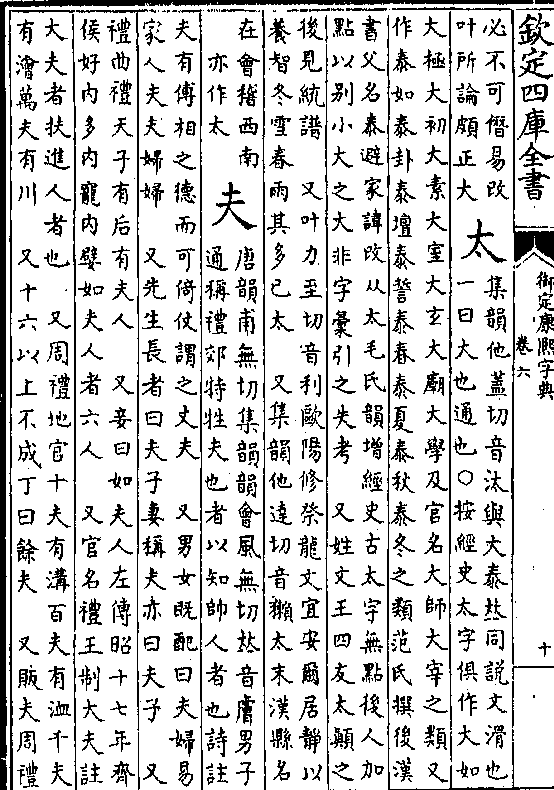 欽定四庫全書
御定康熙字典
卷六
十
必不可僭易改
叶所論頗正大
太
集韻他蓋切音汰與大泰𠀤同說文滑也
一曰大也通也〇按經史太字俱作大如
大極大初大素大室大玄大廟大學及官名大師大宰之類又
作泰如泰卦泰壇泰誓泰春泰夏泰秋泰冬之類范氏撰後漢
書父名泰避家諱改从太毛氏韻增經史古太字無點後人加
點以別小大之大非字彙引之失考　又姓文王四友太顚之
後見統譜　又叶力至切音利歐陽修祭龍文宜安爾居靜以
養智冬雪春雨其多已太　又集韻他達切音獺太末漢縣名
在會稽西南
亦作太
夫
唐韻甫無切集韻韻會風無切𠀤音膚男子
通稱禮郊特牲夫也者以知帥人者也詩註
夫有傅相之德而可倚仗謂之丈夫　又男女既配曰夫婦易
家人夫夫婦婦　又先生長者曰夫子妻稱夫亦曰夫子　又
禮曲禮天子有后有夫人　又妾曰如夫人左傳昭十七年齊
侯好内多内寵内嬖如夫人者六人　又官名禮王制大夫註
大夫者扶進人者也　又周禮地官十夫有溝百夫有洫千夫
有澮萬夫有川　又十六以上不成丁曰餘夫　又販夫周禮